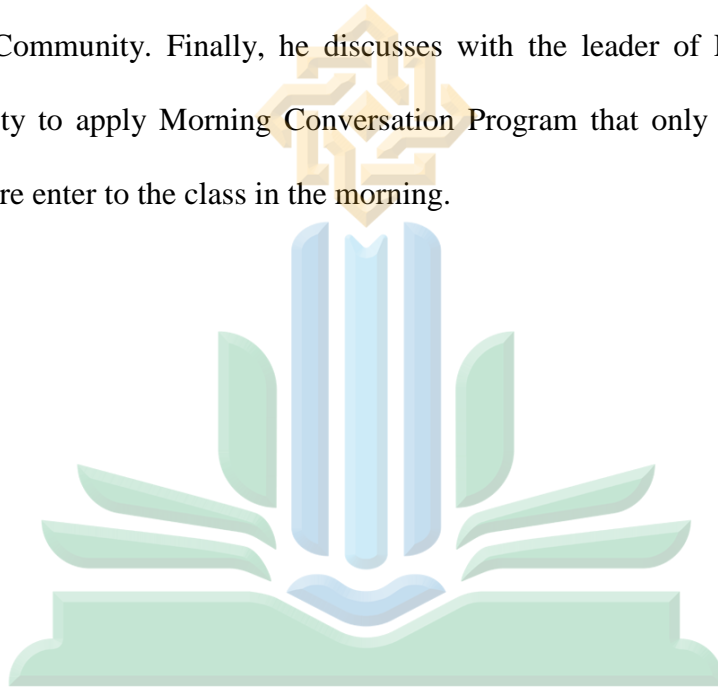 Community. Finally, he discusses with the leader of
ty to apply Morning Conversation Program that only
re enter to the class in the morning.